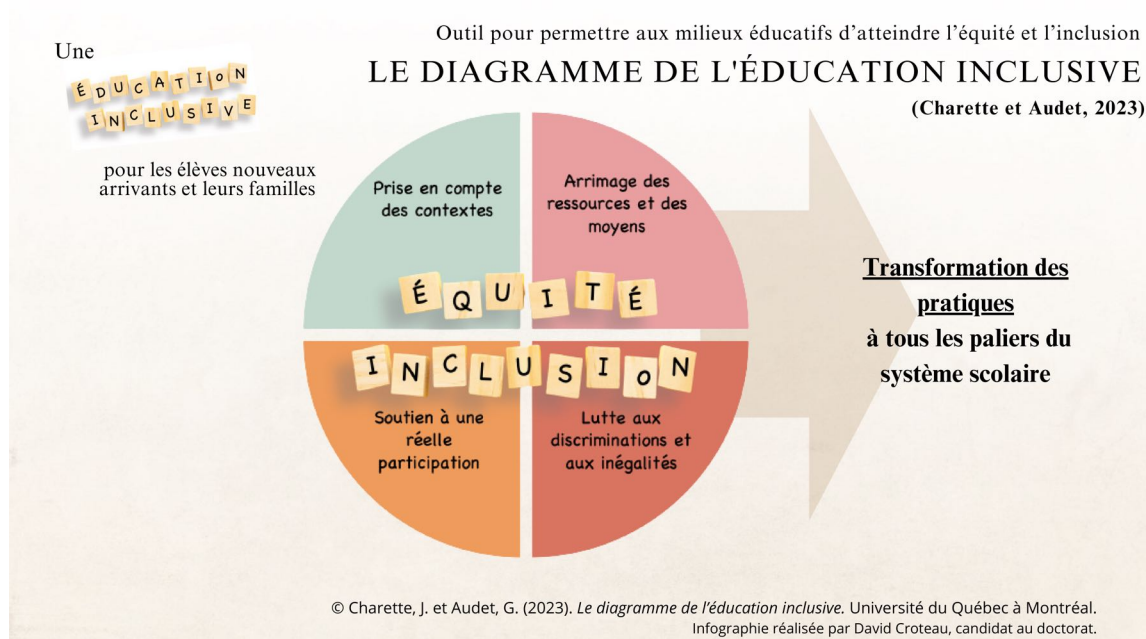 Une
ÉDUCATION
INCLUSIVE
pour les élèves nouveaux
arrivants et leurs familles
Outil pour permettre aux milieux éducatifs d'atteindre l'équité et l'inclusion
LE DIAGRAMME DE L'ÉDUCATION INCLUSIVE
(Charette et Audet, 2023)
Prise en compte
des contextes
Arrimage des
ressources et des
moyens
ÉQUITÉ
INCLUSION
Soutien à une
réelle
participation
Lutte aux
discriminations et
aux inégalités
Transformation des
pratiques
à tous les paliers du
système scolaire
© Charette, J. et Audet, G. (2023). Le diagramme de l'éducation inclusive. Université du Québec à Montréal.
Infographie réalisée par David Croteau, candidat au doctorat.